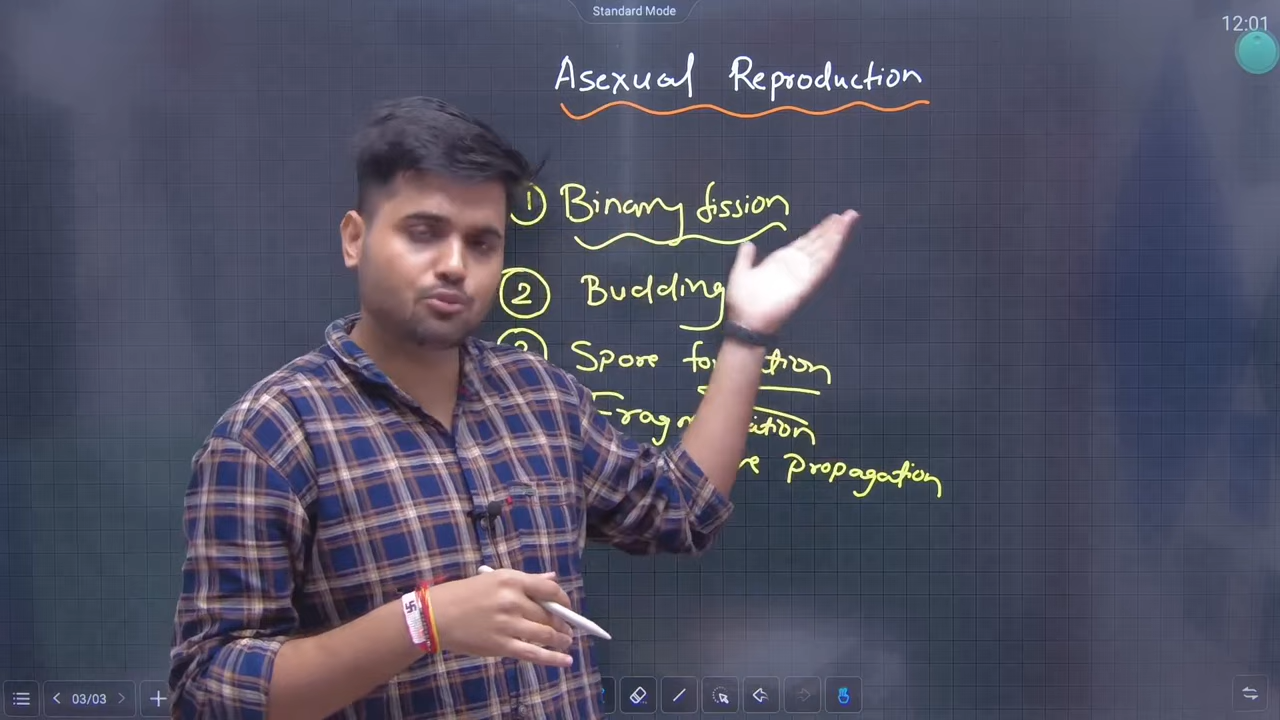 Standard Mode
12:01
Asexual Reproduction
1 Binary fission
2 Budding
Spore
propagation
03/03